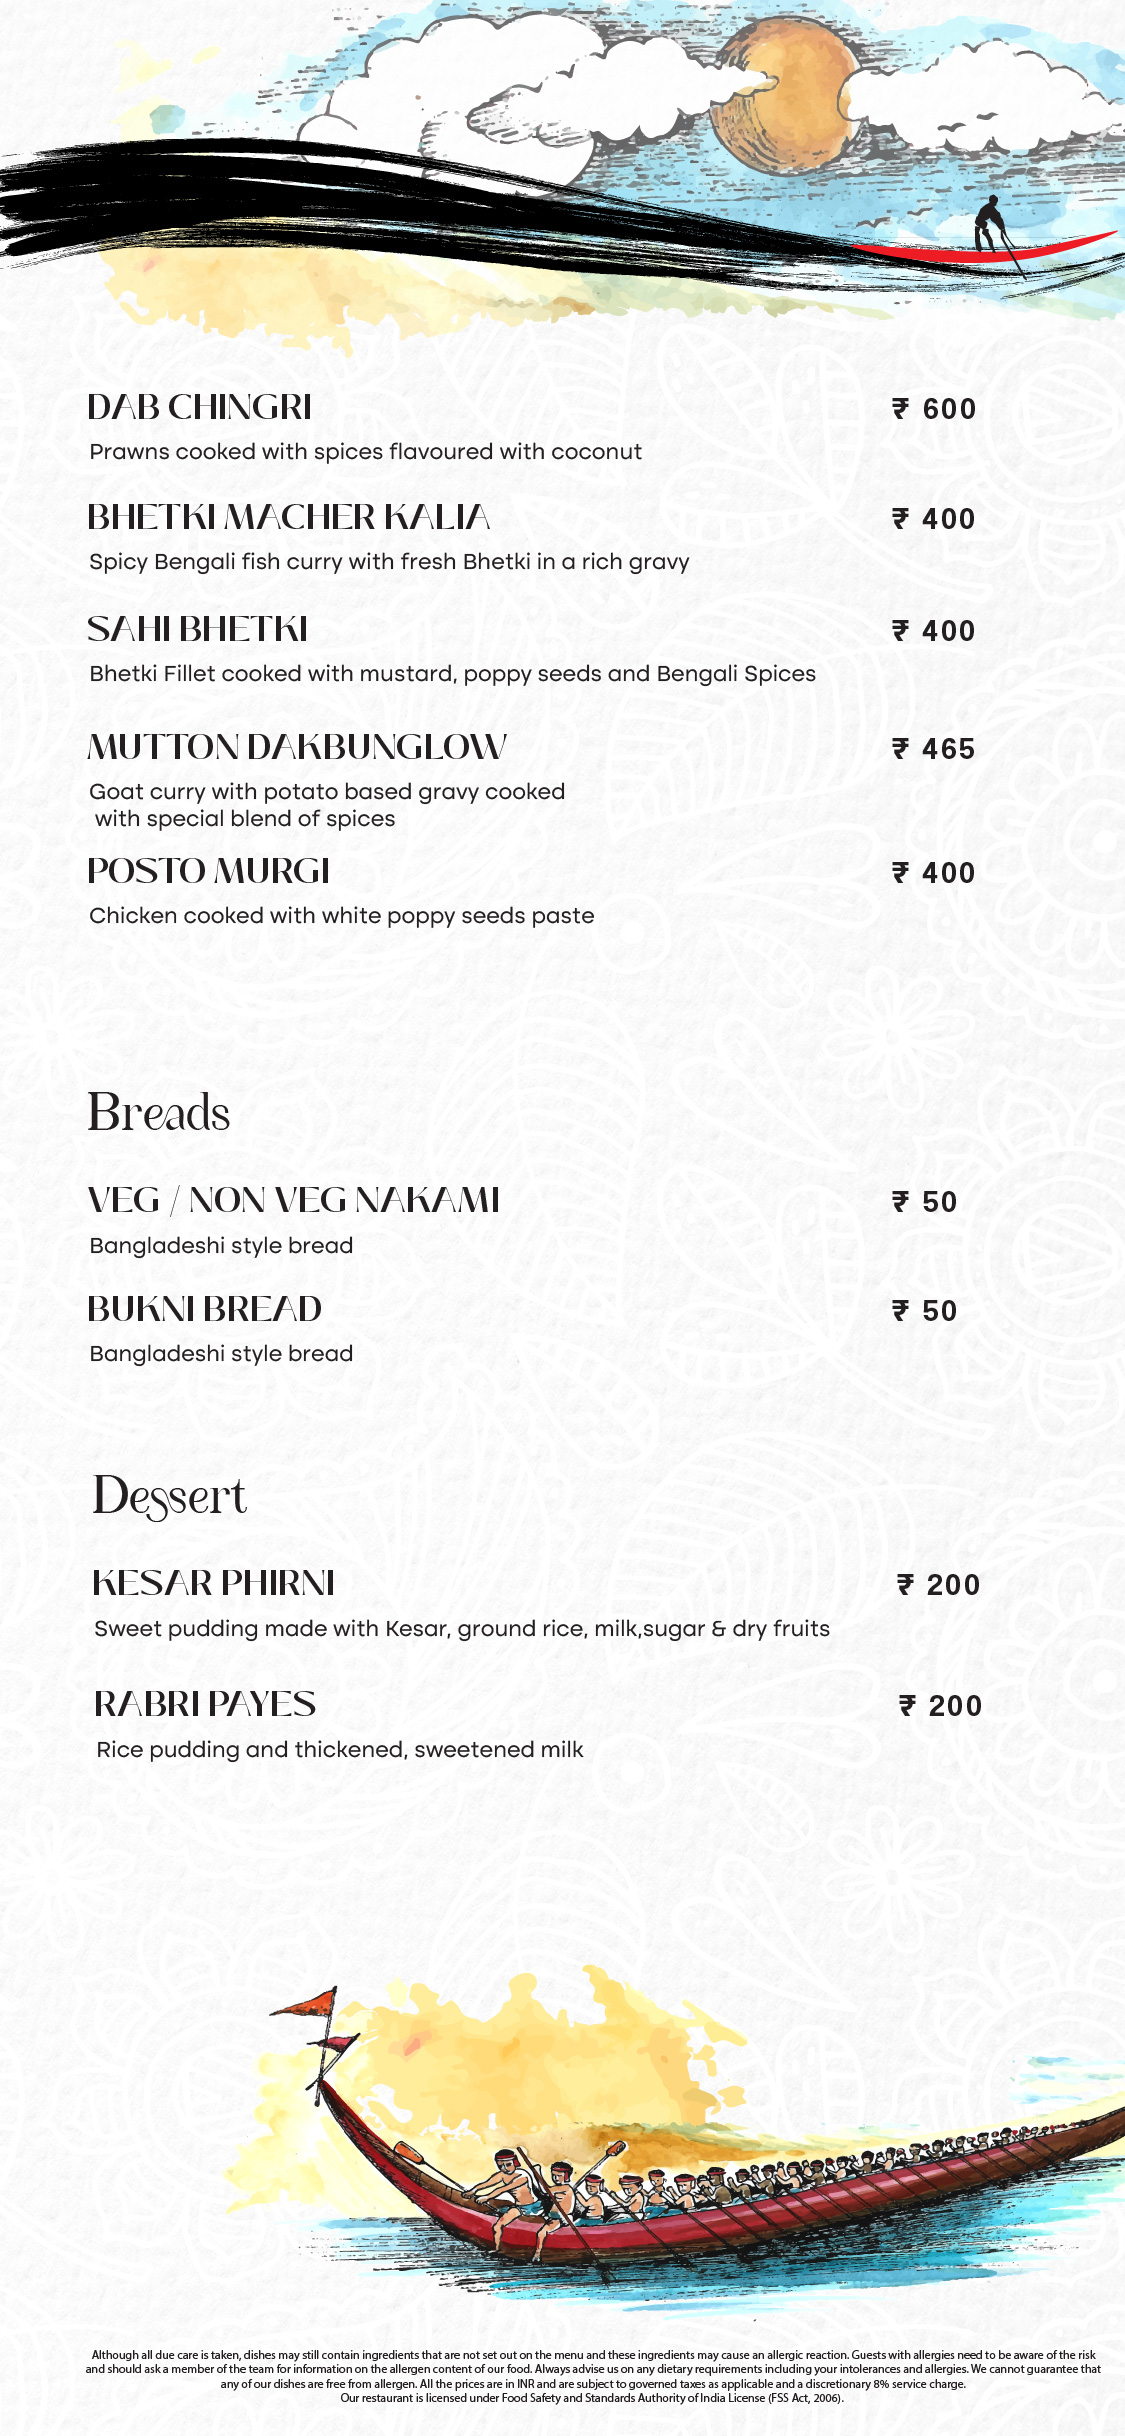 DAB CHINGRI ₹ 600
Prawns cooked with spices flavoured with coconut
BHETKI MACHER KALIA ₹ 400
Spicy Bengali fish curry with fresh Bhetki in a rich gravy
SAHI BHETKI ₹ 400
Bhetki Fillet cooked with mustard, poppy seeds and Bengali Spices
MUTTON DAKBUNGLOW ₹ 465
Goat curry with potato based gravy cooked
with special blend of spices
POSTO MURGI ₹ 400
Chicken cooked with white poppy seeds paste
Breads
VEG / NON VEG NAKAMI ₹ 50
Bangladeshi style bread
BUKNI BREAD ₹ 50
Bangladeshi style bread
Dessert
KESAR PHIRNI ₹ 200
Sweet pudding made with Kesar, ground rice, milk,sugar & dry fruits
RABRI PAYES ₹ 200
Rice pudding and thickened, sweetened milk
Although all due care is taken, dishes may still contain ingredients that are not set out on the menu and these ingredients may cause an allergic reaction. Guests with allergies need to be aware of the risk
and should ask a member of the team for information on the allergen content of our food. Always advise us on any dietary requirements including your intolerances and allergies. We cannot guarantee that
any of our dishes are free from allergen. All the prices are in INR and are subject to governed taxes as applicable and a discretionary 8% service charge.
Our restaurant is licensed under Food Safety and Standards Authority of India License (FSS Act, 2006).